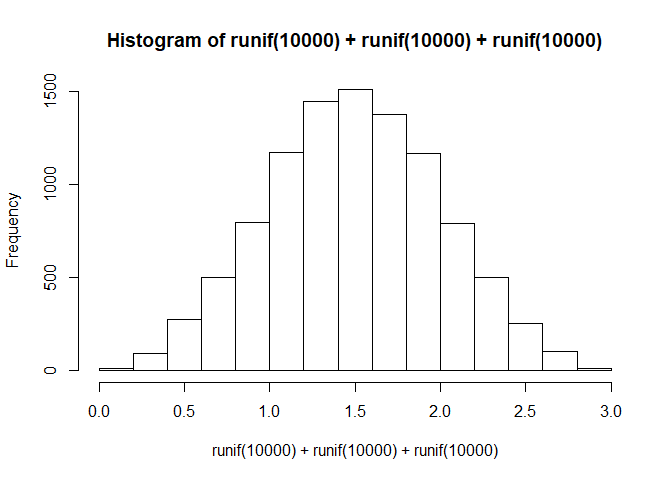 Histogram of runif(10000) + runif(10000) + runif(10000)
Frequency
1500
1000
500
0
0.0 0.5 1.0 1.5 2.0 2.5 3.0
runif(10000) + runif(10000) + runif(10000)